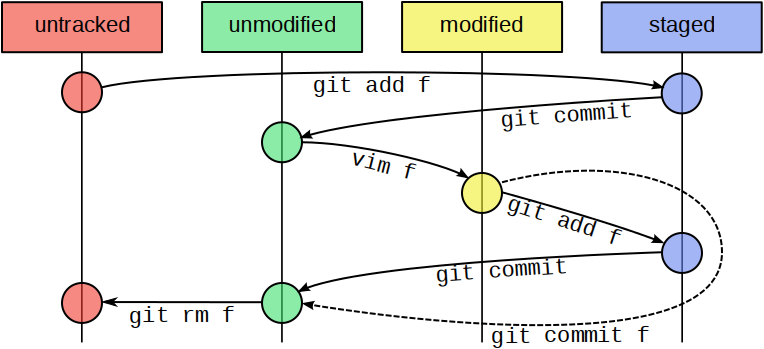 untracked
unmodified
modified
staged
git add f
git commit
vim f
git add f
git commit
git rm f
git commit f